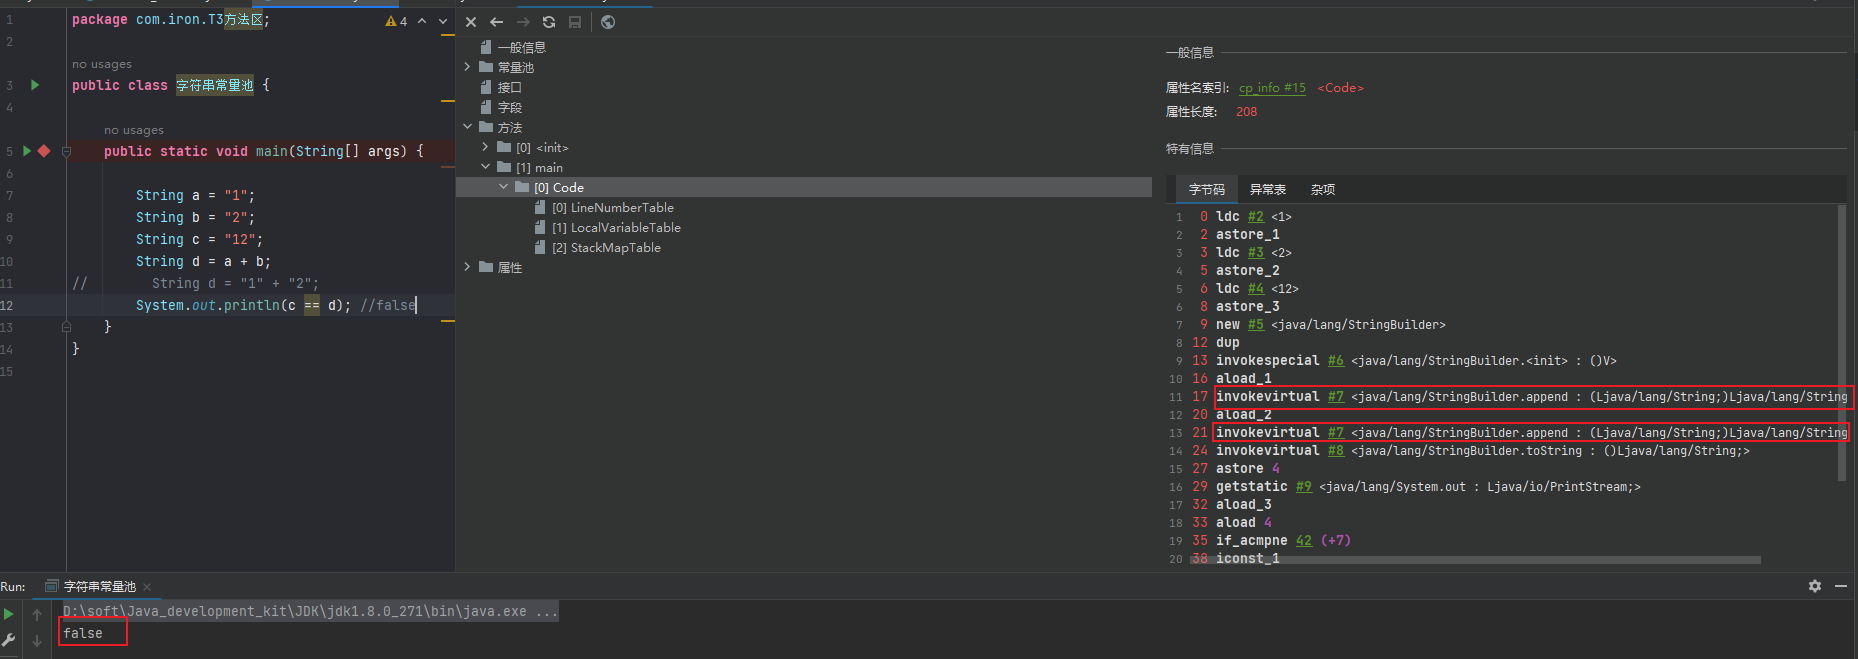 1 package com.iron.T3方法区;
⚠ 4
2
no usages
3 public class 字符串常量池 {
4
no usages
5 public static void main(String[] args) {
6
7 String a = "1";
8 String b = "2";
9 String c = "12";
10 String d = a + b;
11 // String d = "1" + "2";
12 System.out.println(c == d); //false
13 }
14 }
15
一般信息
常量池
接口
字段
方法
[0] <init>
[1] main
[0] Code
[0] LineNumberTable
[1] LocalVariableTable
[2] StackMapTable
属性
一般信息
属性名索引: cp_info #15 <Code>
属性长度: 208
特有信息
字节码 异常表 杂项
1 0 ldc #2 <1>
2 2 astore_1
3 3 ldc #3 <2>
4 5 astore_2
5 6 ldc #4 <12>
6 8 astore_3
7 9 new #5 <java/lang/StringBuilder>
8 12 dup
9 13 invokespecial #6 <java/lang/StringBuilder.<init> : ()V>
10 16 aload_1
11 17 invokevirtual #7 <java/lang/StringBuilder.append : (Ljava/lang/String;)Ljava/lang/String
12 20 aload_2
13 21 invokevirtual #7 <java/lang/StringBuilder.append : (Ljava/lang/String;)Ljava/lang/String
14 24 invokevirtual #8 <java/lang/StringBuilder.toString : ()Ljava/lang/String;>
15 27 astore 4
16 29 getstatic #9 <java/lang/System.out : Ljava/io/PrintStream;>
17 32 aload_3
18 33 aload 4
19 35 if_acmpne 42 (+7)
20 38 iconst_1
Run: 字符串常量池
D:\soft\Java_development_kit\JDK\jdk1.8.0_271\bin\java.exe ...
false